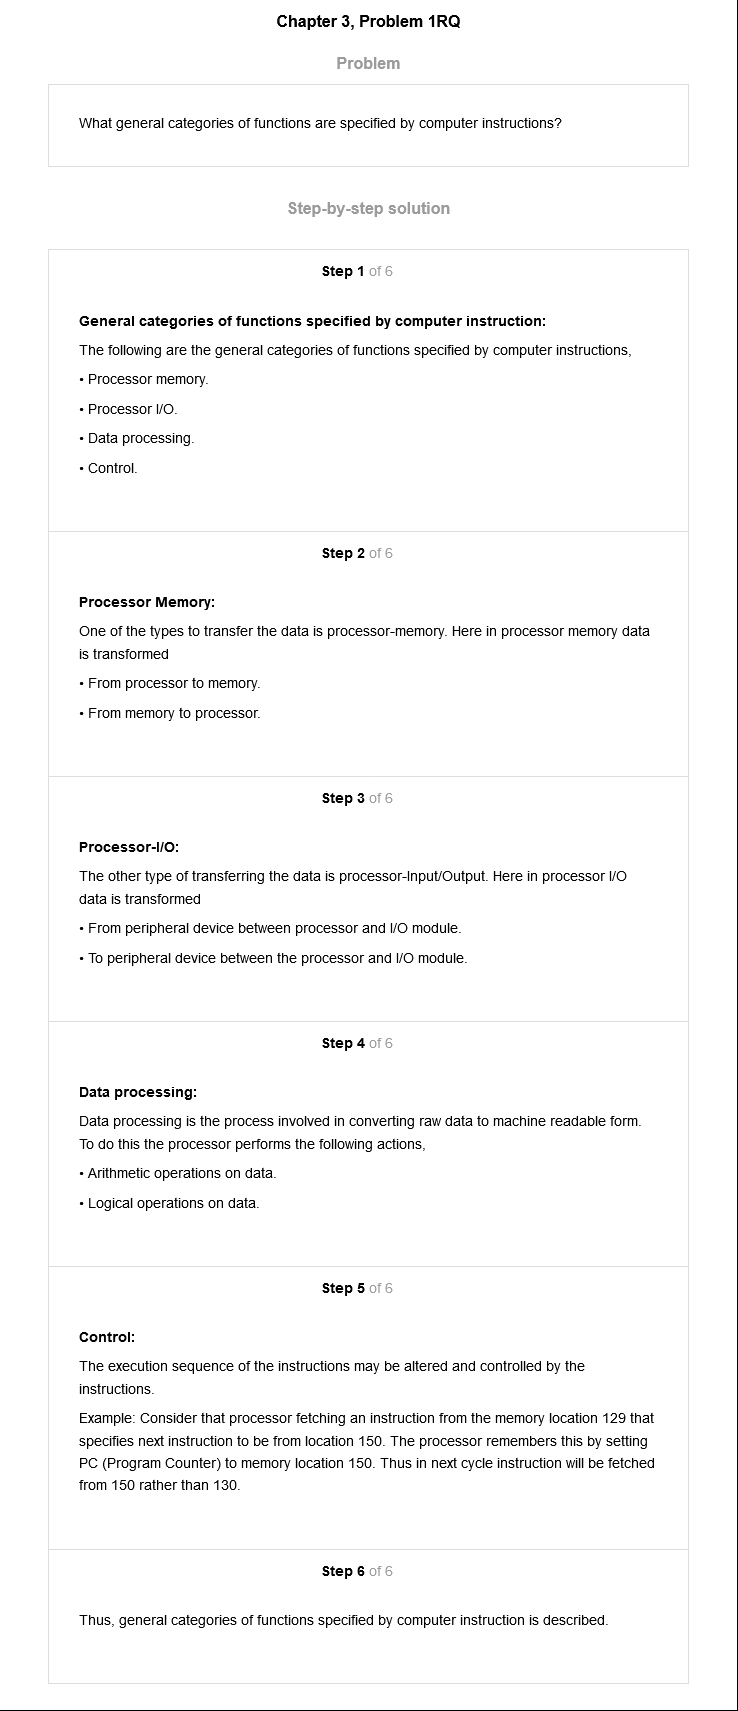 Chapter 3, Problem 1RQ
Problem
What general categories of functions are specified by computer instructions?
Step-by-step solution
Step 1 of 6
General categories of functions specified by computer instruction:
The following are the general categories of functions specified by computer instructions,
• Processor memory.
• Processor I/O.
• Data processing.
• Control.
Step 2 of 6
Processor Memory:
One of the types to transfer the data is processor-memory. Here in processor memory data
is transformed
• From processor to memory.
• From memory to processor.
Step 3 of 6
Processor-I/O:
The other type of transferring the data is processor-Input/Output. Here in processor I/O
data is transformed
• From peripheral device between processor and I/O module.
• To peripheral device between the processor and I/O module.
Step 4 of 6
Data processing:
Data processing is the process involved in converting raw data to machine readable form.
To do this the processor performs the following actions,
• Arithmetic operations on data.
• Logical operations on data.
Step 5 of 6
Control:
The execution sequence of the instructions may be altered and controlled by the
instructions.
Example: Consider that processor fetching an instruction from the memory location 129 that
specifies next instruction to be from location 150. The processor remembers this by setting
PC (Program Counter) to memory location 150. Thus in next cycle instruction will be fetched
from 150 rather than 130.
Step 6 of 6
Thus, general categories of functions specified by computer instruction is described.